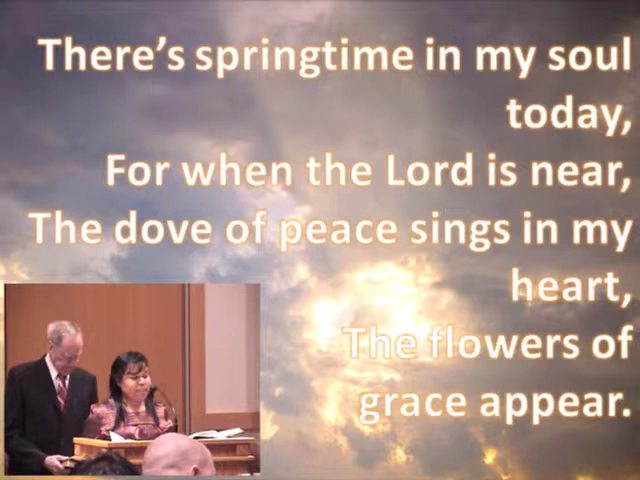 There's springtime in my soul
today,
For when the Lord is near,
The dove of peace sings in my
heart,
The flowers of
grace appear.